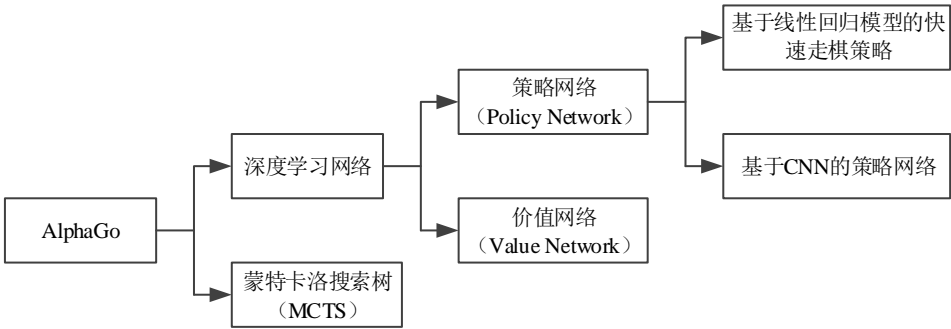 基于线性回归模型的快
速走棋策略
策略网络
（Policy Network）
深度学习网络
基于CNN的策略网络
AlphaGo
价值网络
（Value Network）
蒙特卡洛搜索树
（MCTS）